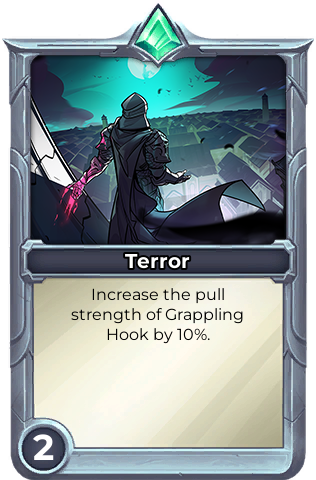 Terror
Increase the pull
strength of Grappling
Hook by 10%.
2